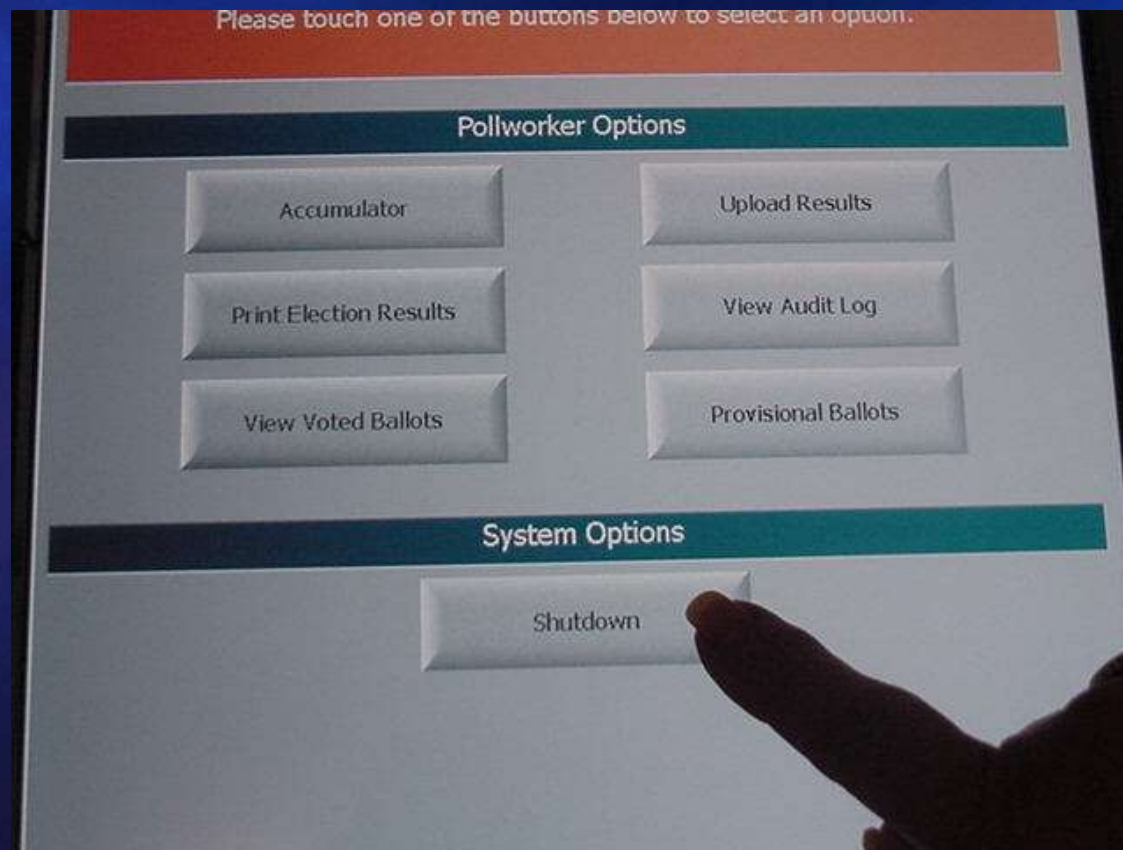 Please touch one of the buttons below to select an option.
Pollworker Options
Accumulator
Upload Results
Print Election Results
View Audit Log
View Voted Ballots
Provisional Ballots
System Options
Shutdown